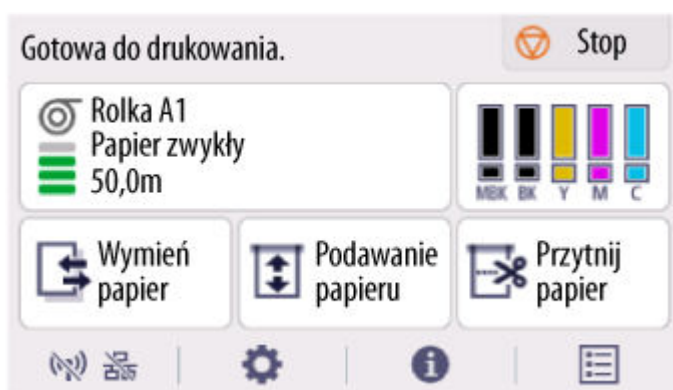 Gotowa do drukowania.
Stop
Rolka A1
Papier zwykły
50,0m
MBK BK Y M C
Wymień
papier
Podawanie
papieru
Przytnij
papier